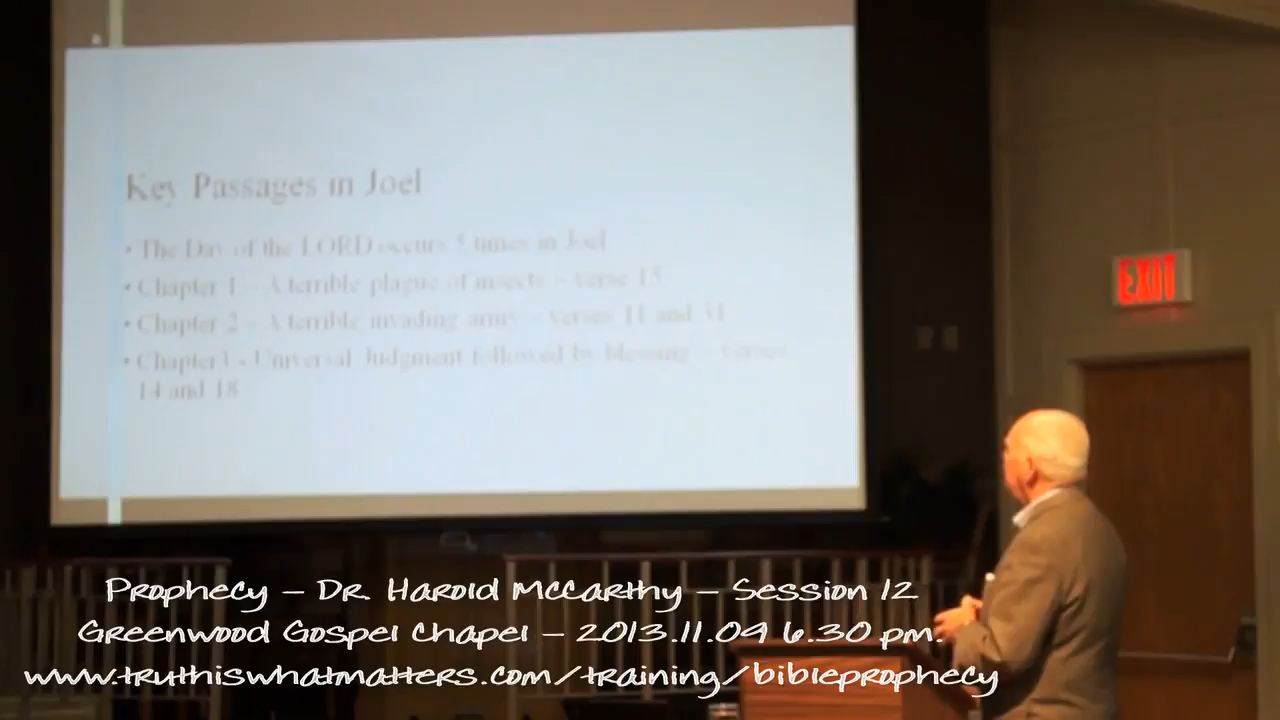 Key Passages in Joel
• The Day of the LORD occurs 5 times in Joel
• Chapter 1 – A terrible plague of insects – verse 15
• Chapter 2 – A terrible invading army – verses 11 and 31
• Chapter3 - Universal Judgment followed by blessing – verses
14 and 18
EXIT
Prophecy – Dr. Harold McCarthy – Session 12
Greenwood Gospel Chapel – 2013.11.09 6.30 pm.
www.truthiswhatmatters.com/training/bibleprophecy